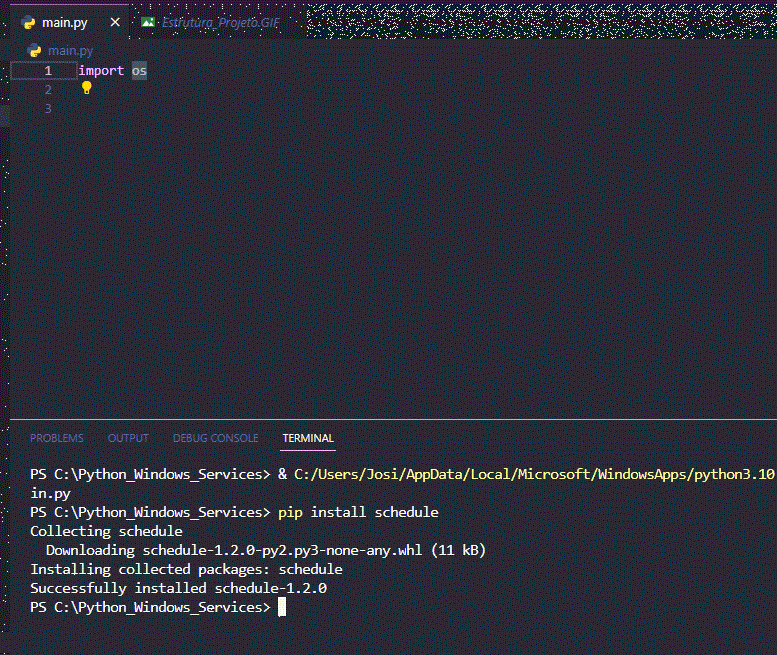 main.py
Estrutura_Projeto.GIF
main.py
1 import os
2
3
PROBLEMS OUTPUT DEBUG CONSOLE TERMINAL
PS C:\Python_Windows_Services> & C:/Users/Josi/AppData/Local/Microsoft/WindowsApps/python3.10
in.py
PS C:\Python_Windows_Services> pip install schedule
Collecting schedule
Downloading schedule-1.2.0-py2.py3-none-any.whl (11 kB)
Installing collected packages: schedule
Successfully installed schedule-1.2.0
PS C:\Python_Windows_Services>